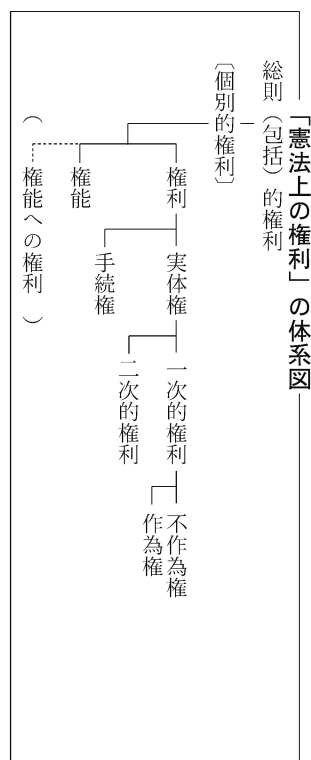 「憲法上の権利」の体系図
総則（包括）的権利
〔個別的権利〕
権利
実体権
一次的権利
不作為権
作為権
二次的権利
手続権
権能
（権能への権利）